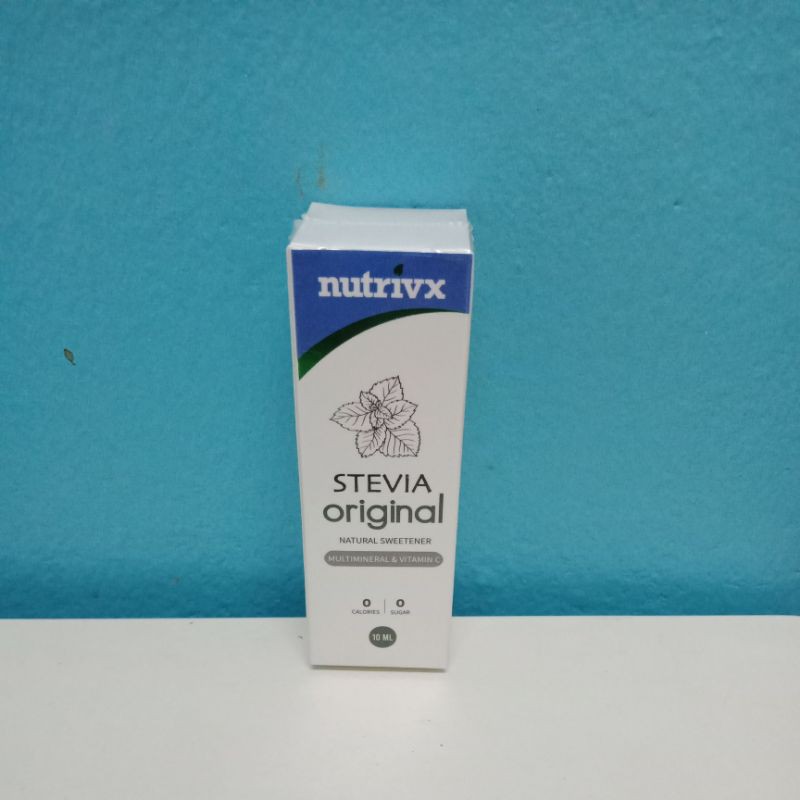 nutrivx
STEVIA
original
NATURAL SWEETENER
MULTIMINERAL & VITAMIN C
0 0
CALORIES SUGAR
10 ML